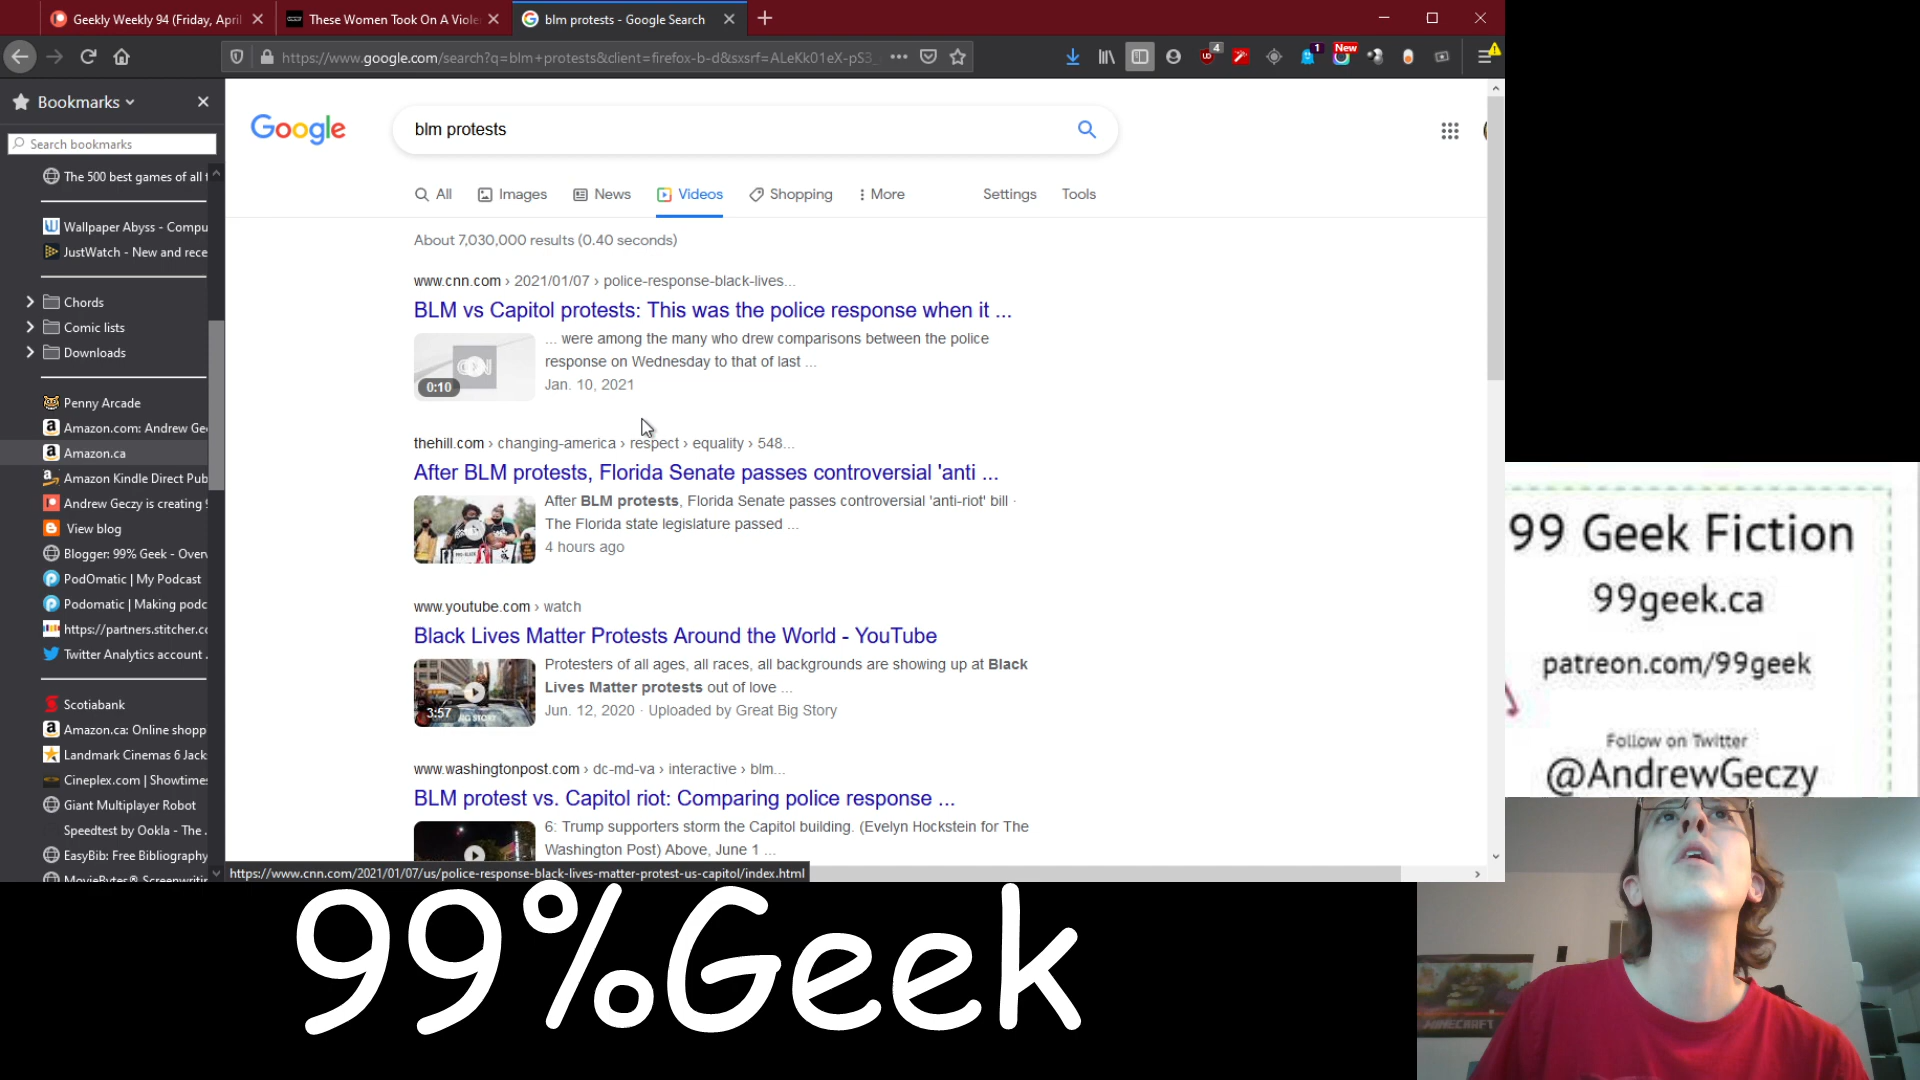 Geekly Weekly 94 (Friday, April
These Women Took On A Viole
blm protests - Google Search
https://www.google.com/search?q=blm+protests&client=firefox-b-d&sxsrf=ALeKk01eX-pS3_
4
1
New
Bookmarks
Search bookmarks
The 500 best games of all t
Wallpaper Abyss - Compu
JustWatch - New and rece
Chords
Comic lists
Downloads
Penny Arcade
Amazon.com: Andrew Ge
Amazon.ca
Amazon Kindle Direct Pub
Andrew Geczy is creating 9
View blog
Blogger: 99% Geek - Overv
PodOmatic | My Podcast
Podomatic | Making podc
https://partners.stitcher.co
Twitter Analytics account .
Scotiabank
Amazon.ca: Online shopp
Landmark Cinemas 6 Jack
Cineplex.com | Showtimes
Giant Multiplayer Robot
Speedtest by Ookla - The .
EasyBib: Free Bibliography
MovieBytes® Screenwritin
Google
blm protests
All Images News Videos Shopping More Settings Tools
About 7,030,000 results (0.40 seconds)
www.cnn.com › 2021/01/07 › police-response-black-lives...
BLM vs Capitol protests: This was the police response when it ...
... were among the many who drew comparisons between the police
response on Wednesday to that of last ...
0:10
Jan. 10, 2021
thehill.com › changing-america › respect › equality › 548...
After BLM protests, Florida Senate passes controversial 'anti ...
After BLM protests, Florida Senate passes controversial 'anti-riot' bill ·
The Florida state legislature passed ...
4 hours ago
www.youtube.com › watch
Black Lives Matter Protests Around the World - YouTube
Protesters of all ages, all races, all backgrounds are showing up at Black
Lives Matter protests out of love ...
3:57
Jun. 12, 2020 · Uploaded by Great Big Story
www.washingtonpost.com › dc-md-va › interactive › blm...
BLM protest vs. Capitol riot: Comparing police response ...
6: Trump supporters storm the Capitol building. (Evelyn Hockstein for The
Washington Post) Above, June 1 ...
https://www.cnn.com/2021/01/07/us/police-response-black-lives-matter-protest-us-capitol/index.html
99 Geek Fiction
99geek.ca
patreon.com/99geek
Follow on Twitter
@AndrewGeczy
99%Geek
MINECRAFT